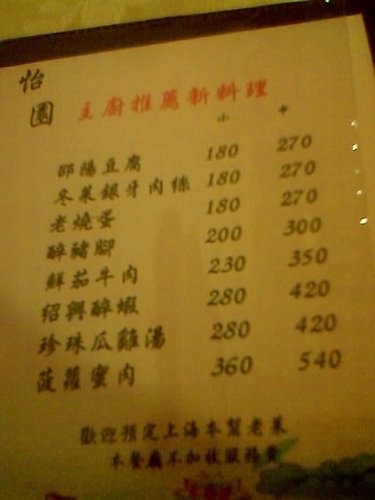 怡園
主廚推薦新料理
小 中
邵陽豆腐 180 270
冬菜銀牙肉絲 180 270
老燒蛋 180 270
醉豬腳 200 300
鮮茄牛肉 230 350
紹興醉蝦 280 420
珍珠瓜雞湯 280 420
菠蘿蜜肉 360 540
歡迎預定上海本幫老菜
本餐廳不加收服務費